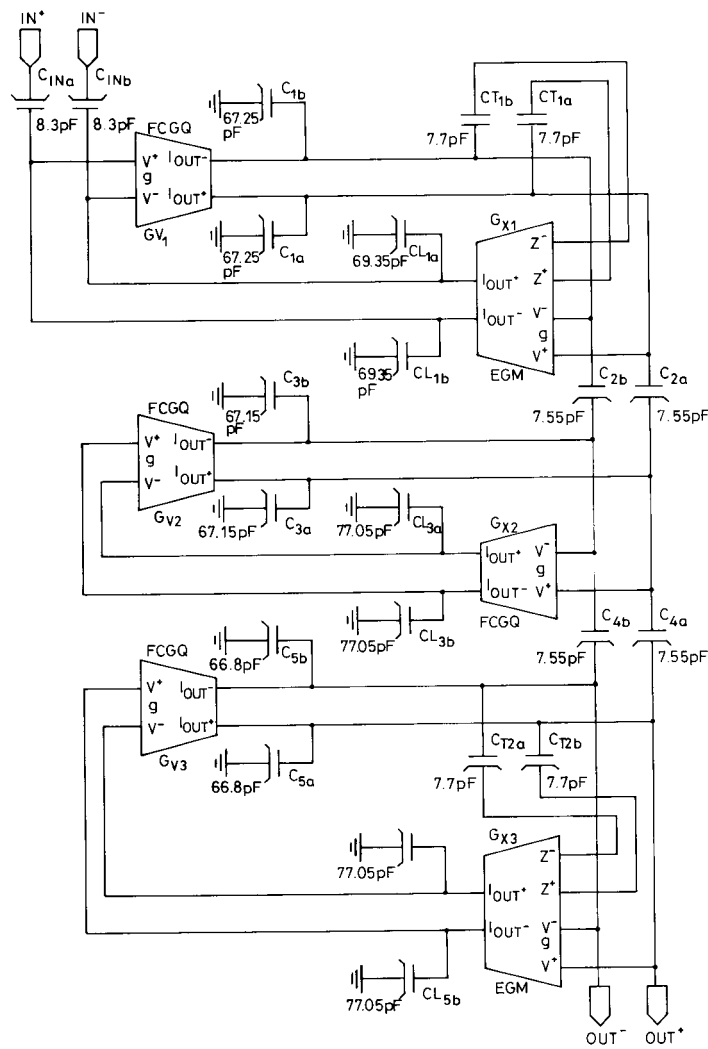 IN+ IN-
C INa C INb
8.3pF 8.3pF
C1b
67.25
pF
CT1b CT1a
7.7pF 7.7pF
FCGQ
V+ IOUT-
g
V- IOUT+
GV1
67.25
pF
C1a
69.35pF CL1a
GX1
Z-
IOUT+ Z+
IOUT- V-
g
V+
EGM
69.35
pF
CL1b
C3b
67.15
pF
C2b C2a
7.55pF 7.55pF
FCGQ
V+ IOUT-
g
V- IOUT+
GV2
67.15pF C3a
77.05pF CL3a
GX2
IOUT+ V-
g
IOUT- V+
FCGQ
77.05pF CL3b
C4b C4a
7.55pF 7.55pF
66.8pF C5b
FCGQ
V+ IOUT-
g
V- IOUT+
GV3
66.8pF C5a
CT2a CT2b
7.7pF 7.7pF
77.05pF
GX3
Z-
IOUT+ Z+
IOUT- V-
g
V+
EGM
77.05pF CL5b
OUT- OUT+